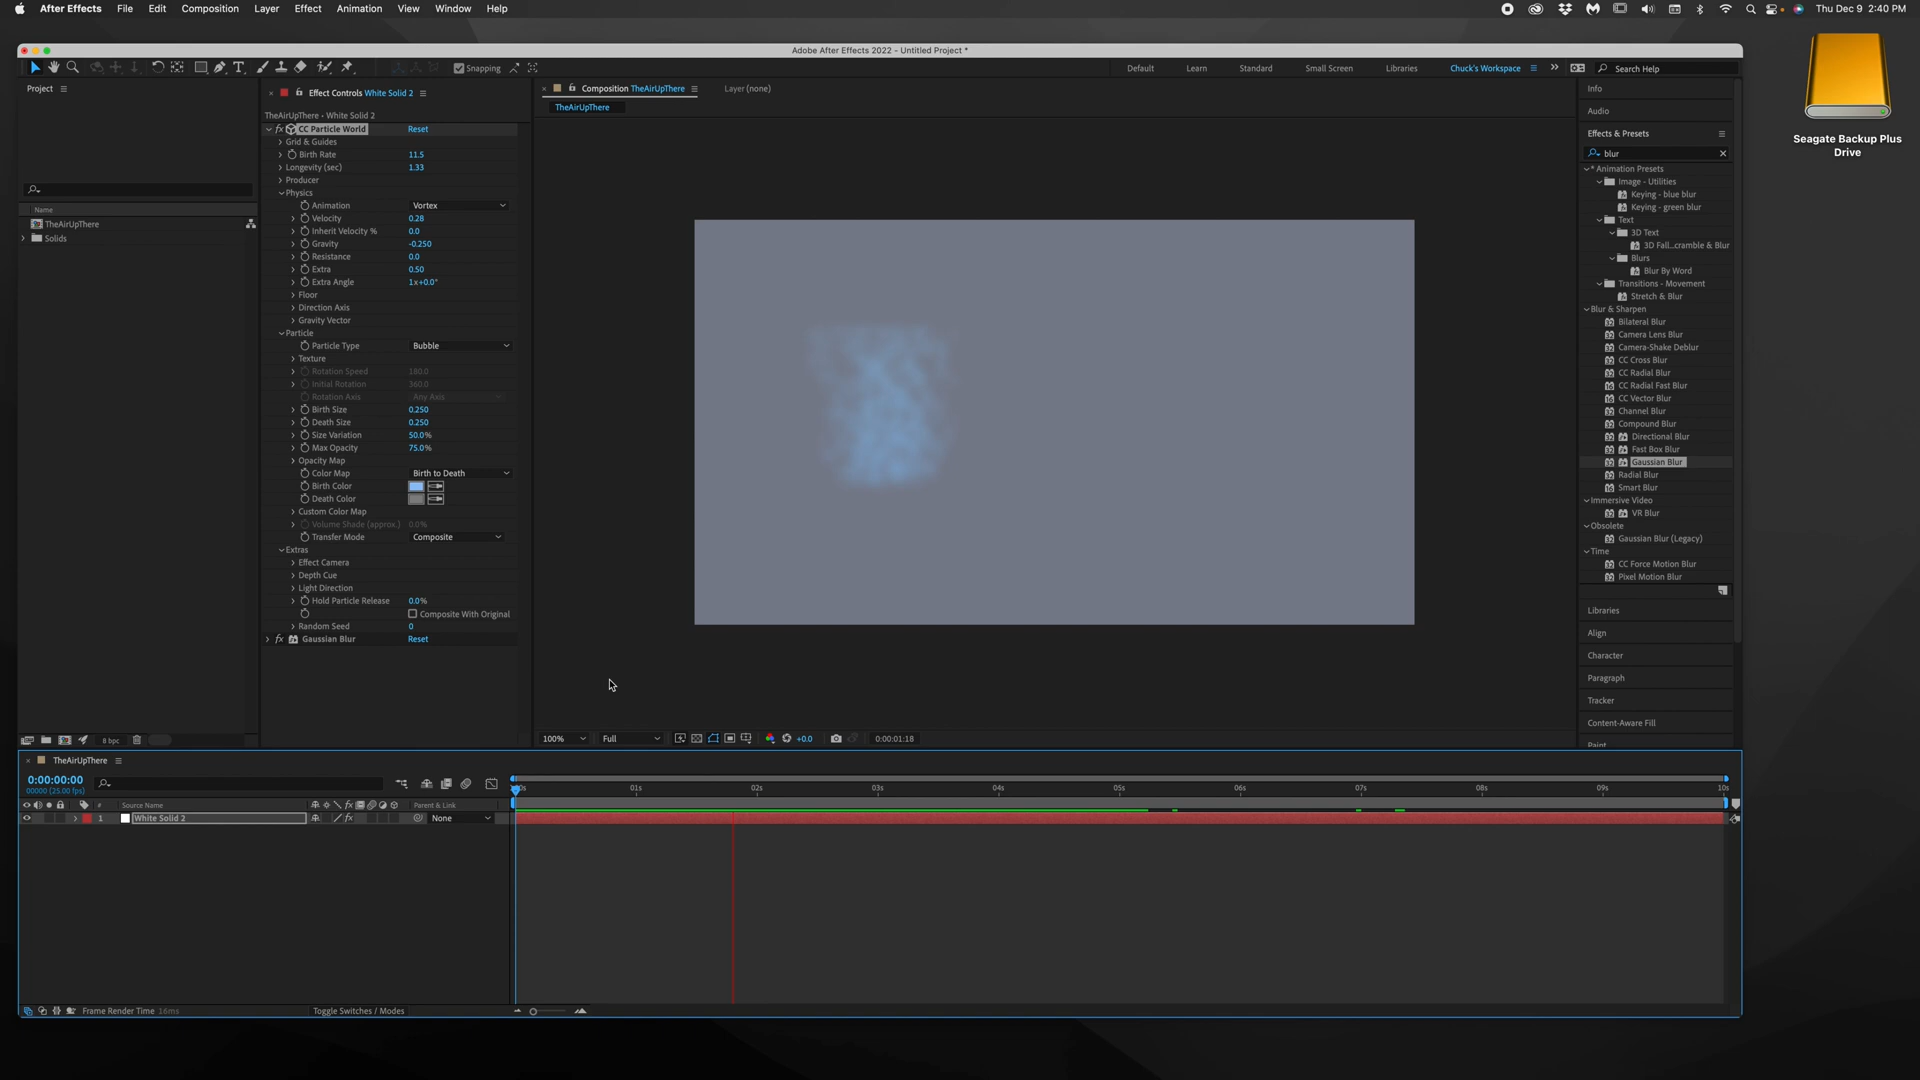 After Effects File Edit Composition Layer Effect Animation View Window Help
Thu Dec 9 2:40 PM
Adobe After Effects 2022 - Untitled Project *
Snapping
Default Learn Standard Small Screen Libraries Chuck's Workspace Search Help
Seagate Backup Plus
Drive
Project
Name
TheAirUpThere
Solids
8 bpc
Effect Controls White Solid 2
TheAirUpThere · White Solid 2
fx CC Particle World Reset
Grid & Guides
Birth Rate 11.5
Longevity (sec) 1.33
Producer
Physics
Animation Vortex
Velocity 0.28
Inherit Velocity % 0.0
Gravity -0.250
Resistance 0.0
Extra 0.50
Extra Angle 1x+0.0°
Floor
Direction Axis
Gravity Vector
Particle
Particle Type Bubble
Texture
Rotation Speed 180.0
Initial Rotation 360.0
Rotation Axis Any Axis
Birth Size 0.250
Death Size 0.250
Size Variation 50.0%
Max Opacity 75.0%
Opacity Map
Color Map Birth to Death
Birth Color
Death Color
Custom Color Map
Volume Shade (approx.) 0.0%
Transfer Mode Composite
Extras
Effect Camera
Depth Cue
Light Direction
Hold Particle Release 0.0%
Composite With Original
Random Seed 0
fx Gaussian Blur Reset
Composition TheAirUpThere Layer (none)
TheAirUpThere
100% Full +0.0 0:00:01:18
Info
Audio
Effects & Presets
blur
* Animation Presets
Image - Utilities
Keying - blue blur
Keying - green blur
Text
3D Text
3D Fall...cramble & Blur
Blurs
Blur By Word
Transitions - Movement
Stretch & Blur
Blur & Sharpen
Bilateral Blur
Camera Lens Blur
Camera-Shake Deblur
CC Cross Blur
CC Radial Blur
CC Radial Fast Blur
CC Vector Blur
Channel Blur
Compound Blur
Directional Blur
Fast Box Blur
Gaussian Blur
Radial Blur
Smart Blur
Immersive Video
VR Blur
Obsolete
Gaussian Blur (Legacy)
Time
CC Force Motion Blur
Pixel Motion Blur
Libraries
Align
Character
Paragraph
Tracker
Content-Aware Fill
Paint
TheAirUpThere
0:00:00:00
00000 (25.00 fps)
01s 02s 03s 04s 05s 06s 07s 08s 09s 10s
# Source Name fx Parent & Link
1 White Solid 2 fx None
Frame Render Time 16ms Toggle Switches / Modes